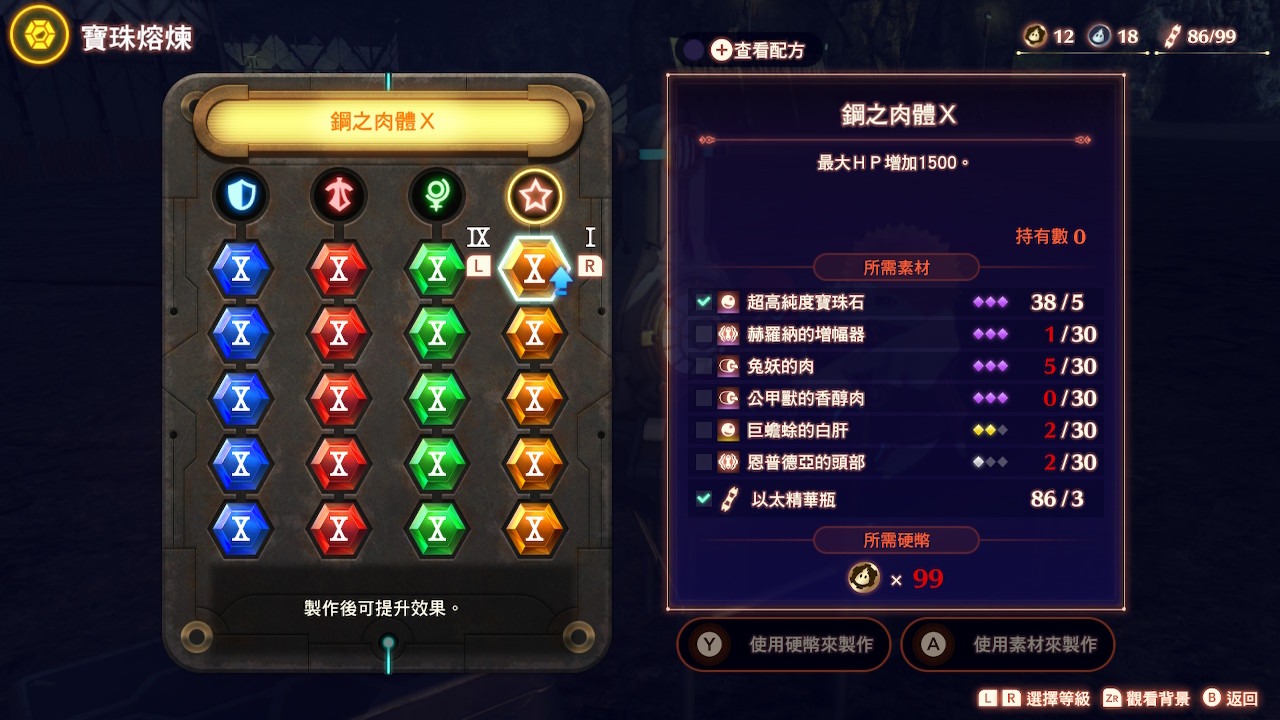 寶珠熔煉
12 18 86/99
+查看配方
鋼之肉體X
鋼之肉體X
最大HP增加1500。
IX I
L R
X X X X
X X X X
X X X X
X X X X
X X X X
持有數 0
所需素材
超高純度寶珠石 38/5
赫羅納的增幅器 1/30
兔妖的肉 5/30
公甲獸的香醇肉 0/30
巨蟾蜍的白肝 2/30
恩普德亞的頭部 2/30
以太精華瓶 86/3
所需硬幣
× 99
製作後可提升效果。
Y 使用硬幣來製作
A 使用素材來製作
L R 選擇等級 ZR 觀看背景 B 返回